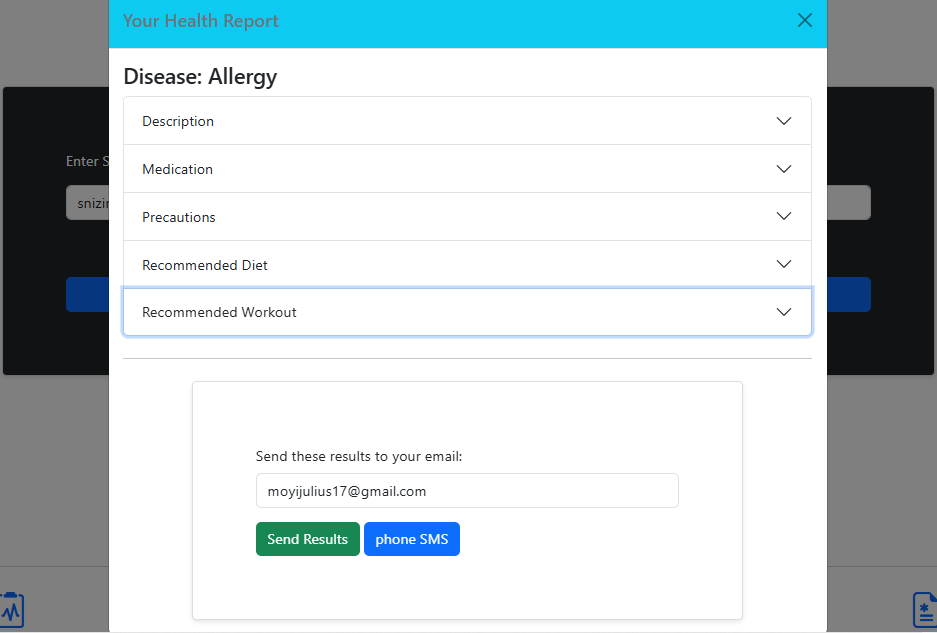 Your Health Report
Disease: Allergy
Description
Enter S
Medication
snizin
Precautions
Recommended Diet
Recommended Workout
Send these results to your email:
moyijulius17@gmail.com
Send Results
phone SMS